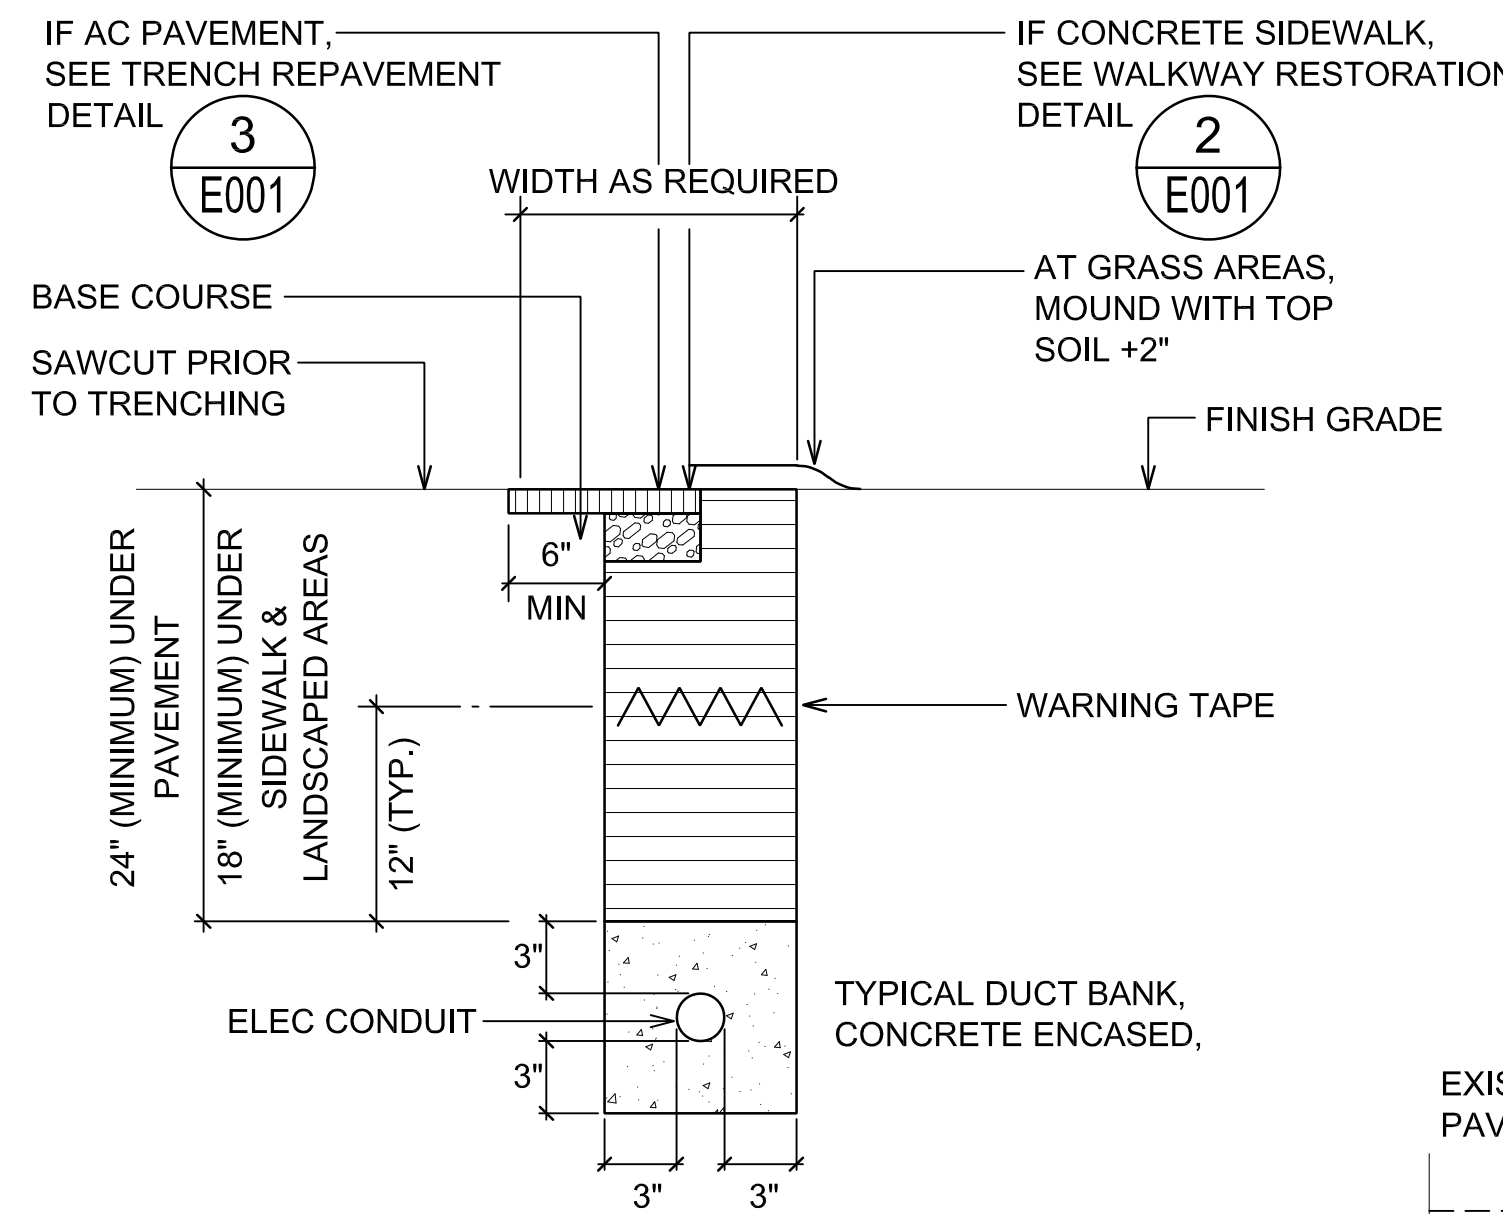 IF AC PAVEMENT,
SEE TRENCH REPAVEMENT
DETAIL
3
E001
IF CONCRETE SIDEWALK,
SEE WALKWAY RESTORATION
DETAIL
2
E001
WIDTH AS REQUIRED
BASE COURSE
SAWCUT PRIOR
TO TRENCHING
AT GRASS AREAS,
MOUND WITH TOP
SOIL +2"
FINISH GRADE
6"
MIN
24" (MINIMUM) UNDER
PAVEMENT
18" (MINIMUM) UNDER
SIDEWALK &
LANDSCAPED AREAS
12" (TYP.)
WARNING TAPE
3"
ELEC CONDUIT
3"
TYPICAL DUCT BANK,
CONCRETE ENCASED,
3"
3"